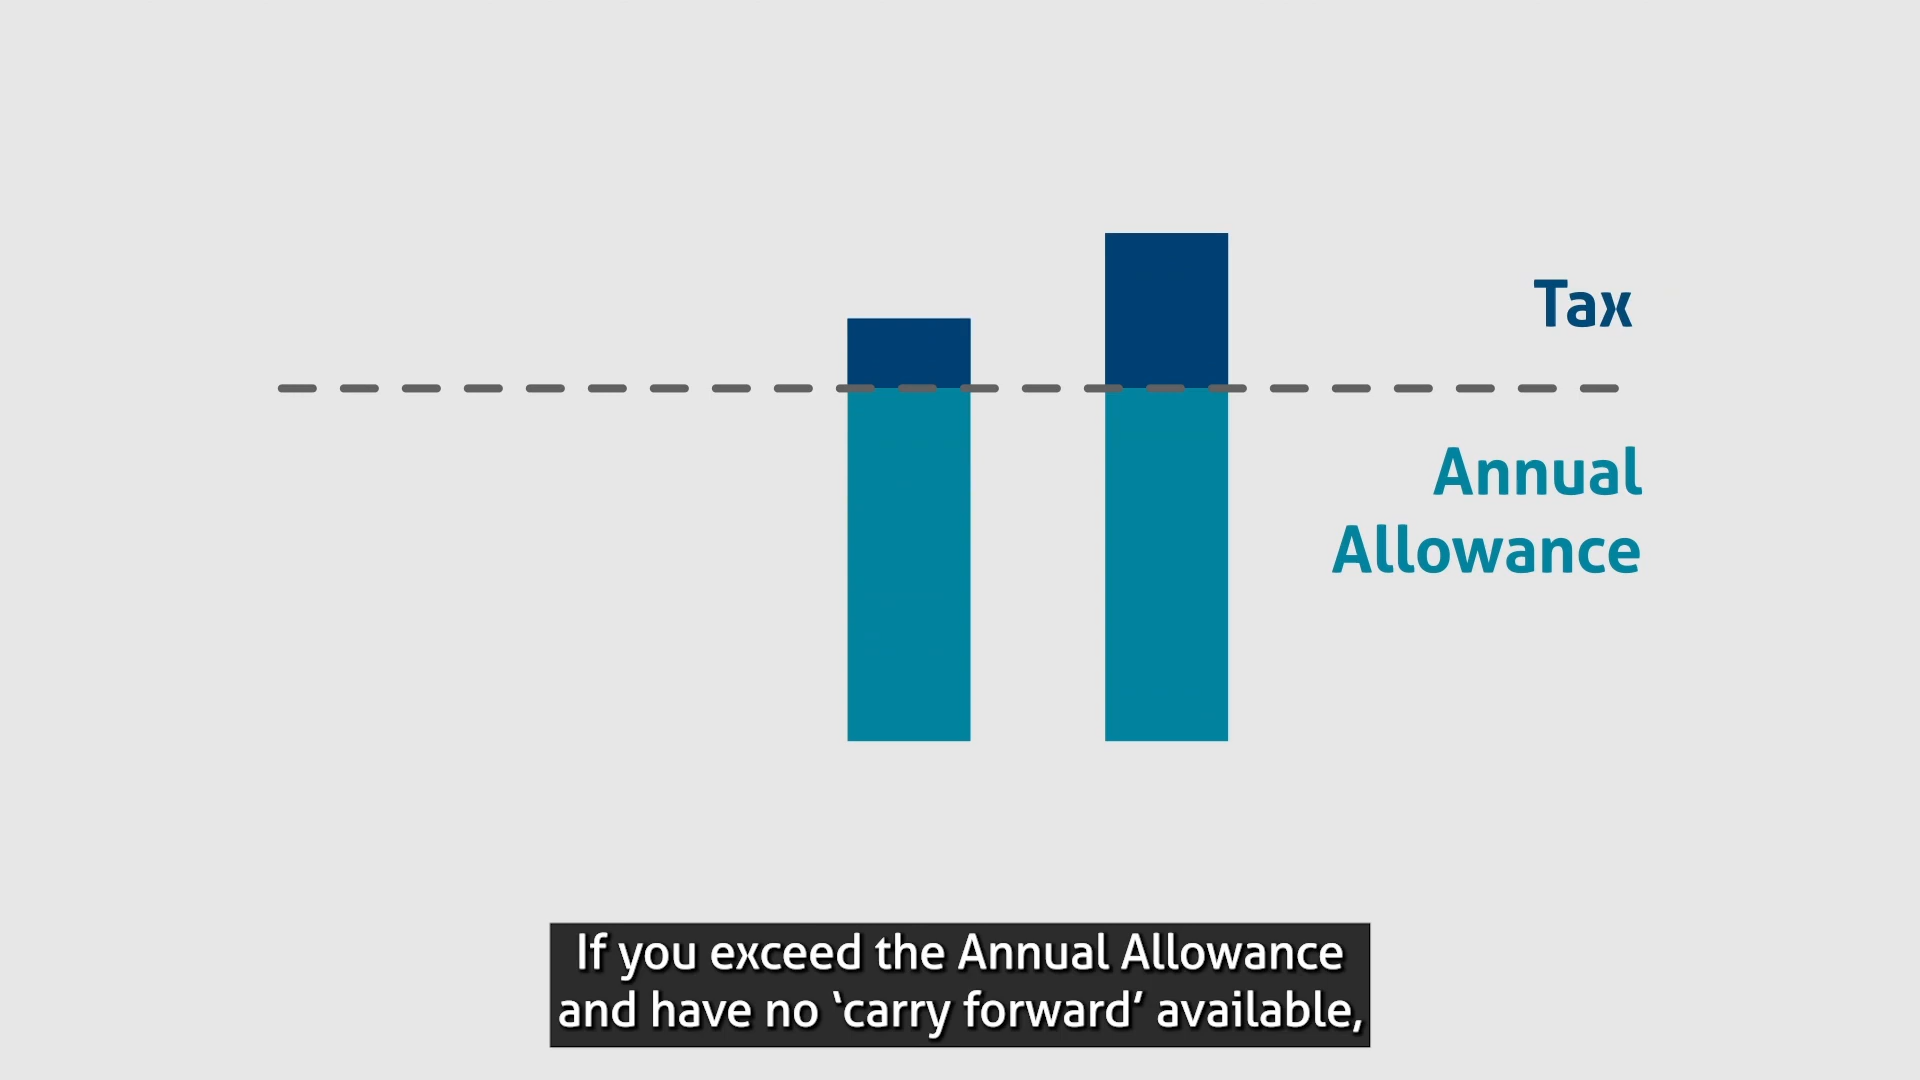 Tax
Annual
Allowance
If you exceed the Annual Allowance
and have no ‘carry forward’ available,